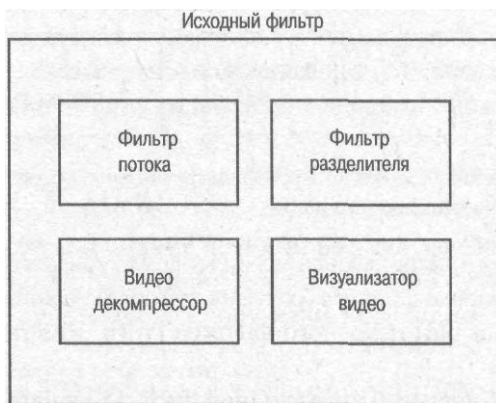 Исходный фильтр
Фильтр
потока
Фильтр
разделителя
Видео
декомпрессор
Визуализатор
видео